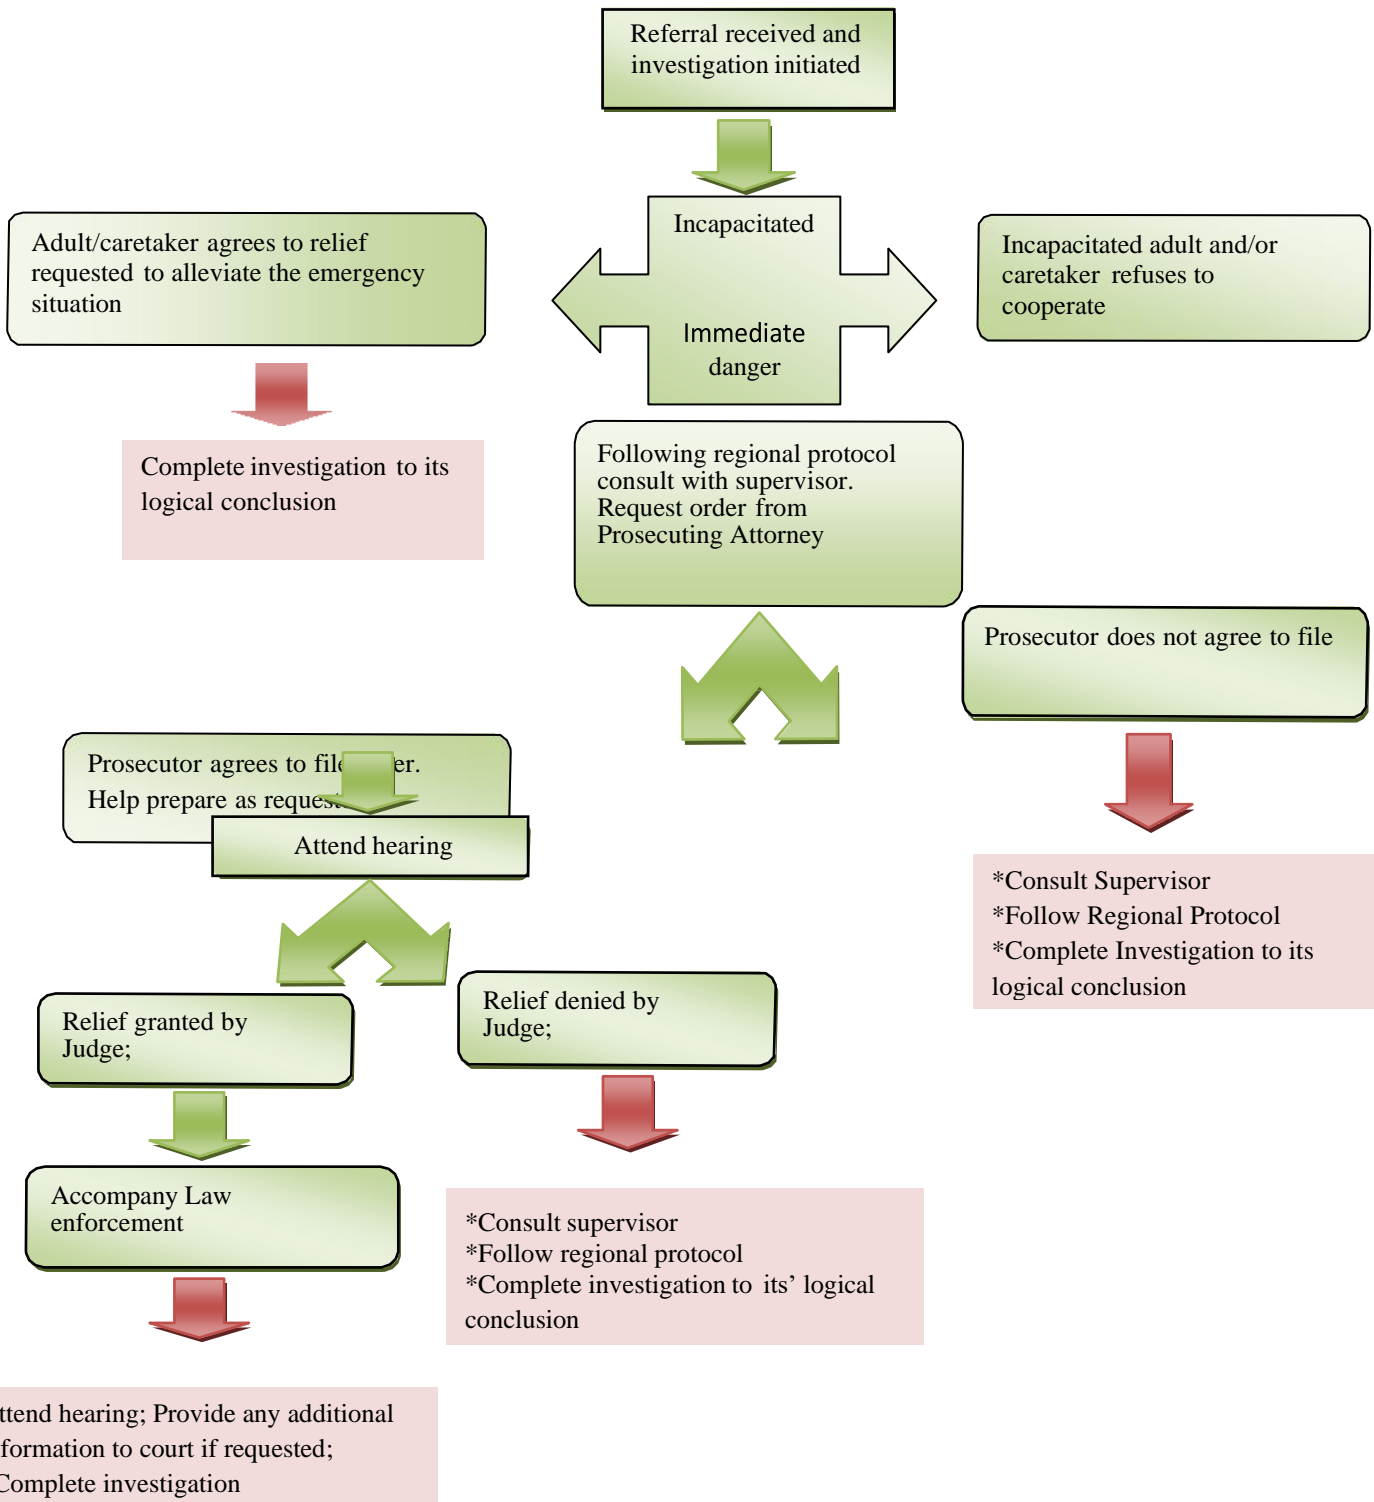 Referral received and
investigation initiated
Incapacitated
Immediate
danger
Adult/caretaker agrees to relief
requested to alleviate the emergency
situation
Incapacitated adult and/or
caretaker refuses to
cooperate
Complete investigation to its
logical conclusion
Following regional protocol
consult with supervisor.
Request order from
Prosecuting Attorney
Prosecutor does not agree to file
Prosecutor agrees to file er.
Help prepare as request
Attend hearing
*Consult Supervisor
*Follow Regional Protocol
*Complete Investigation to its
logical conclusion
Relief granted by
Judge;
Relief denied by
Judge;
Accompany Law
enforcement
*Consult supervisor
*Follow regional protocol
*Complete investigation to its’ logical
conclusion
ttend hearing; Provide any additional
formation to court if requested;
Complete investigation